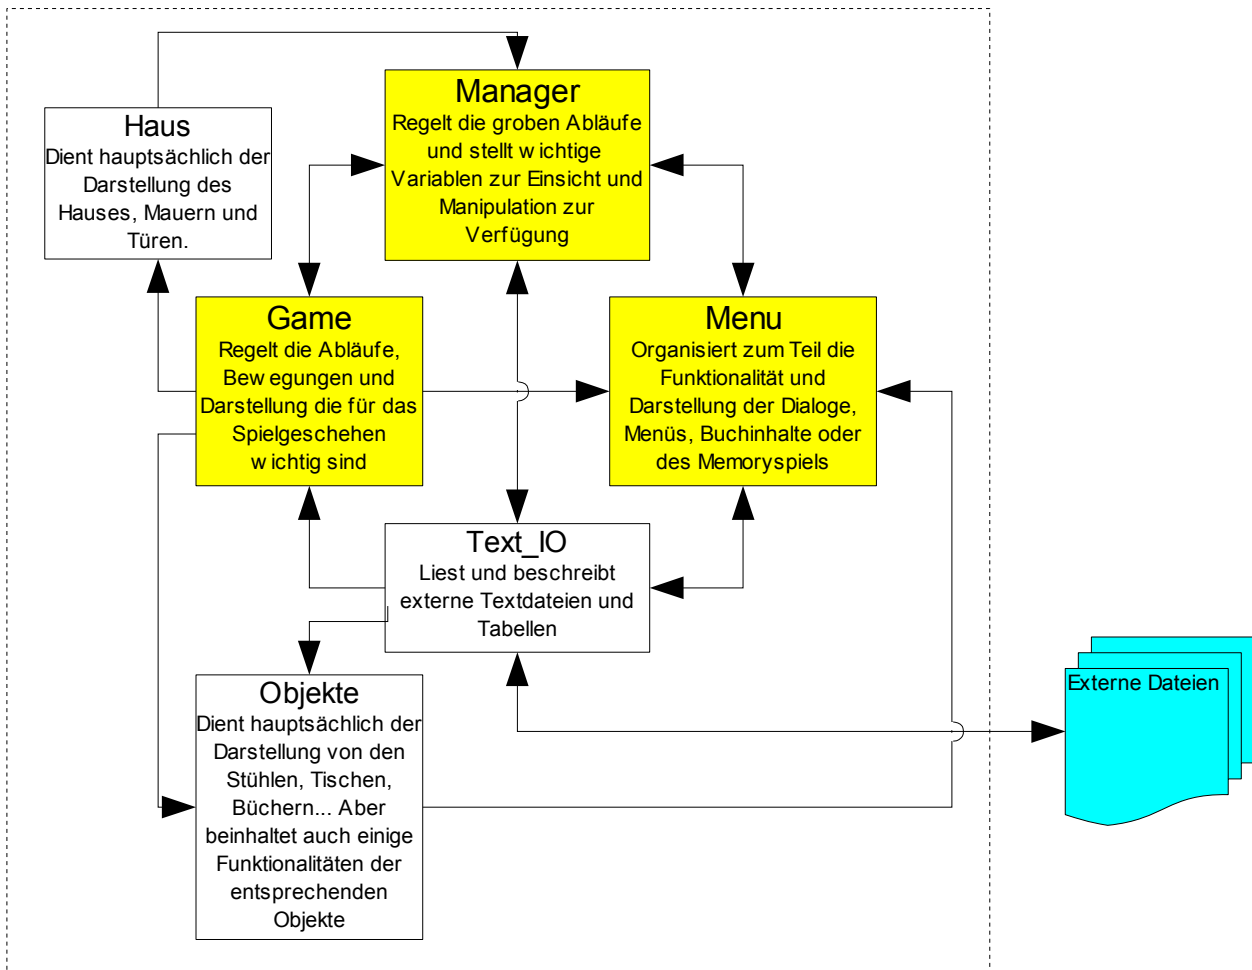 Manager
Regelt die groben Abläufe
und stellt wichtige
Variablen zur Einsicht und
Manipulation zur
Verfügung
Haus
Dient hauptsächlich der
Darstellung des
Hauses, Mauern und
Türen.
Game
Regelt die Abläufe,
Bewegungen und
Darstellung die für das
Spielgeschehen
wichtig sind
Menu
Organisiert zum Teil die
Funktionalität und
Darstellung der Dialoge,
Menüs, Buchinhalte oder
des Memoryspiels
Text_IO
Liest und beschreibt
externe Textdateien und
Tabellen
Objekte
Dient hauptsächlich der
Darstellung von den
Stühlen, Tischen,
Büchern... Aber
beinhaltet auch einige
Funktionalitäten der
entsprechenden
Objekte
Externe Dateien